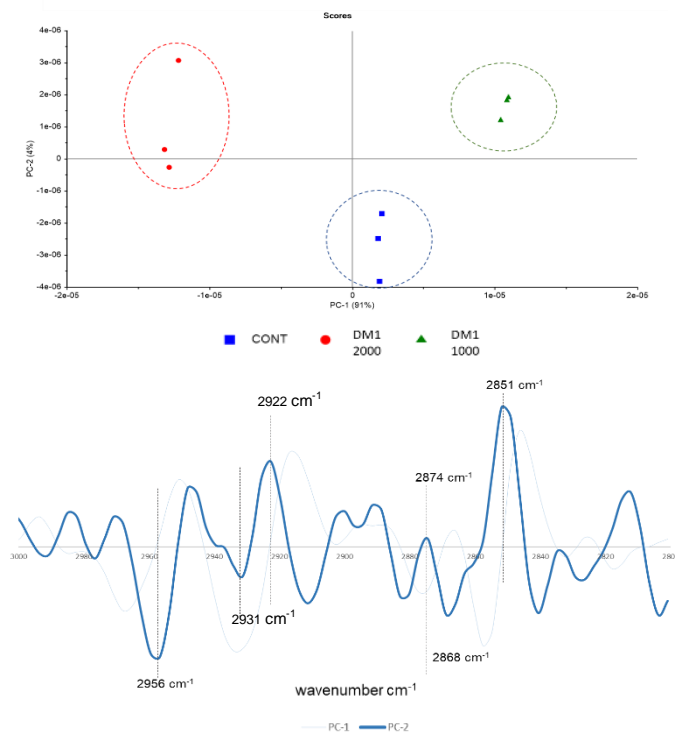 Scores
4e-06
3e-06
2e-06
1e-06
0
-1e-06
-2e-06
-3e-06
-4e-06
PC-2 (4%)
-2e-05 -1e-05 0 1e-05 2e-05
PC-1 (91%)
CONT DM1 2000 DM1 1000
2851 cm-1
2922 cm-1
2874 cm-1
3000 2980 2960 2940 2920 2900 2880 2860 2840 2820 280
2931 cm-1
2868 cm-1
2956 cm-1
wavenumber cm-1
PC-1 PC-2